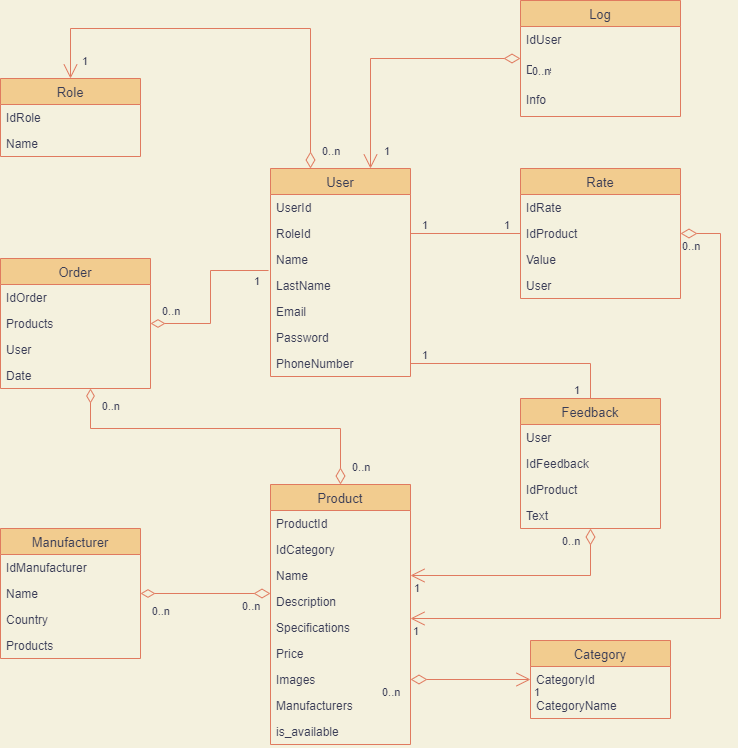 Log
IdUser
0..n
Info
1
Role
IdRole
Name
0..n
1
User
UserId
RoleId
Name
LastName
Email
Password
PhoneNumber
1
1
Rate
IdRate
IdProduct
Value
User
0..n
Order
IdOrder
Products
User
Date
0..n
1
0..n
1
1
Feedback
User
IdFeedback
IdProduct
Text
0..n
0..n
Product
ProductId
IdCategory
Name
Description
Specifications
Price
Images
Manufacturers
is_available
1
1
Manufacturer
IdManufacturer
Name
Country
Products
0..n
0..n
0..n
Category
CategoryId
1
CategoryName